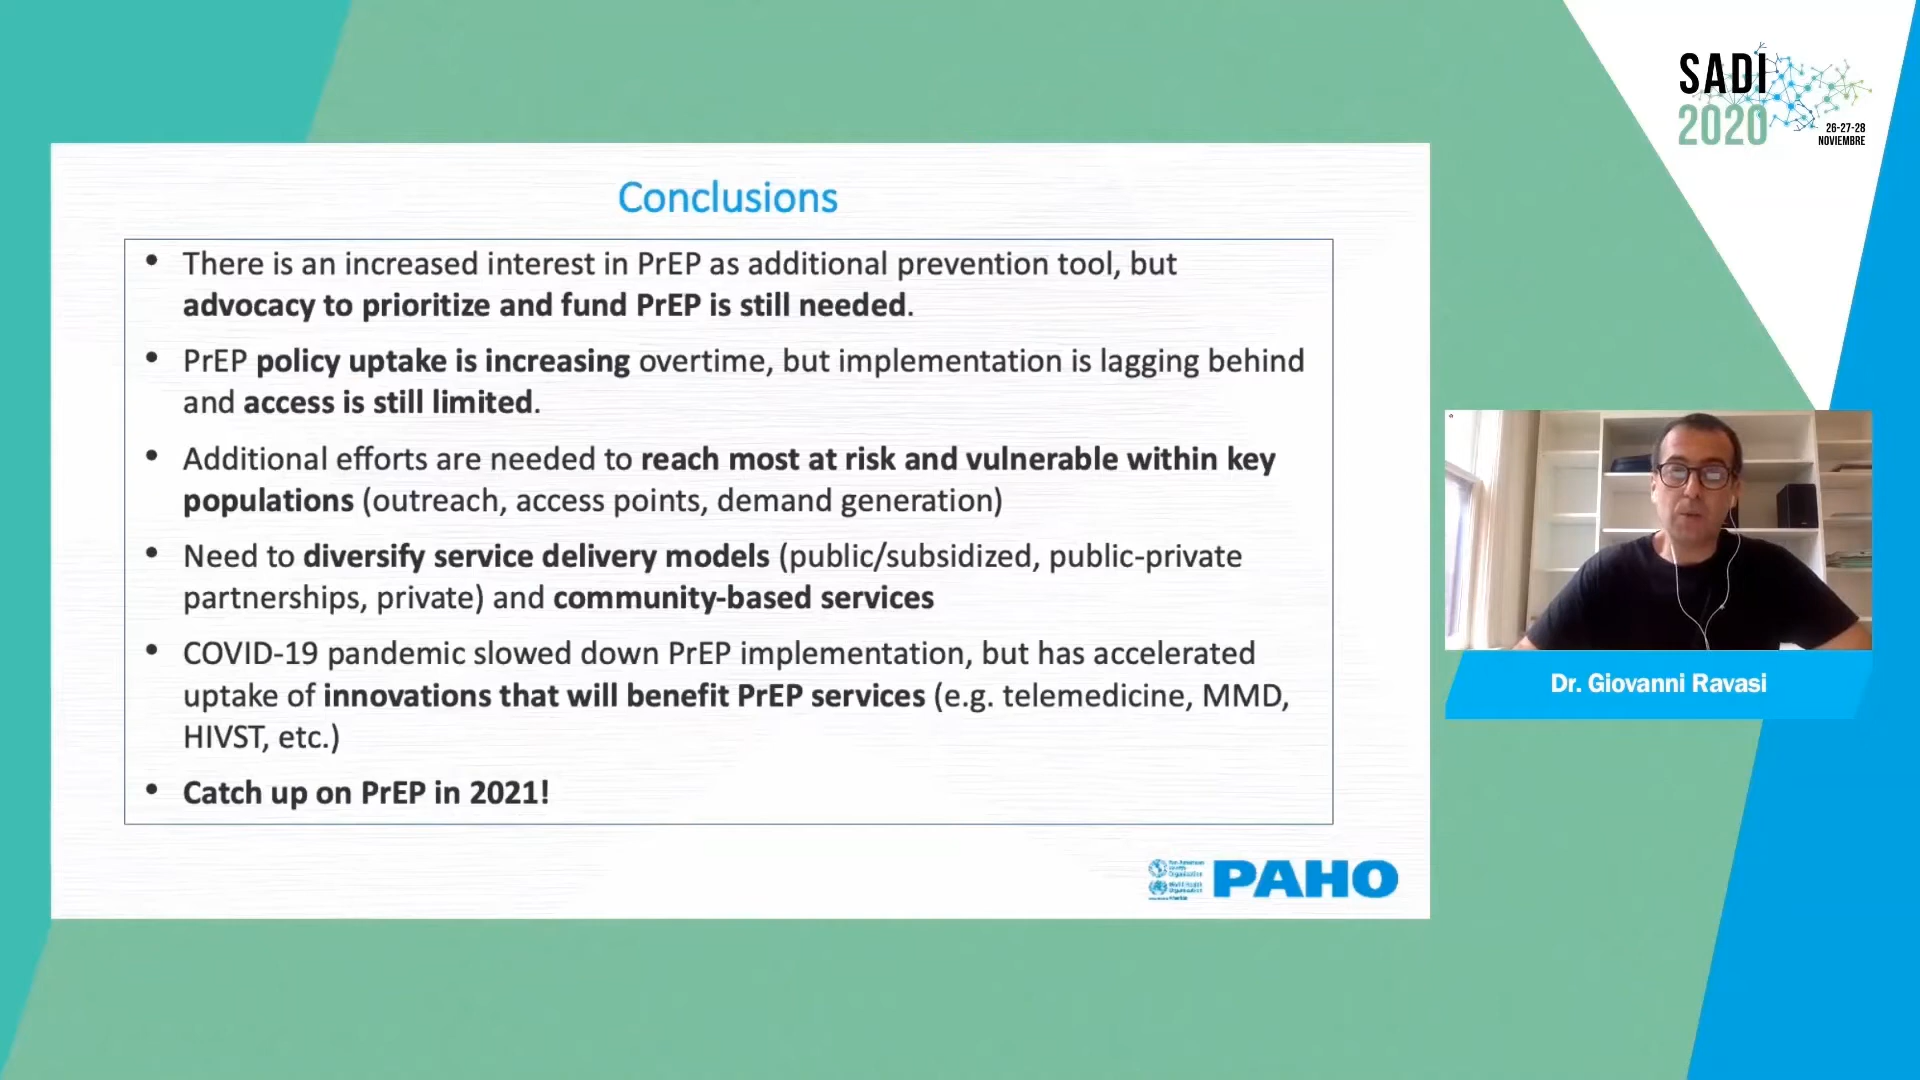 SADI
2020
26-27-28
NOVIEMBRE
Conclusions
• There is an increased interest in PrEP as additional prevention tool, but
advocacy to prioritize and fund PrEP is still needed.
• PrEP policy uptake is increasing overtime, but implementation is lagging behind
and access is still limited.
• Additional efforts are needed to reach most at risk and vulnerable within key
populations (outreach, access points, demand generation)
• Need to diversify service delivery models (public/subsidized, public-private
partnerships, private) and community-based services
• COVID-19 pandemic slowed down PrEP implementation, but has accelerated
uptake of innovations that will benefit PrEP services (e.g. telemedicine, MMD,
HIVST, etc.)
• Catch up on PrEP in 2021!
Dr. Giovanni Ravasi
PAHO